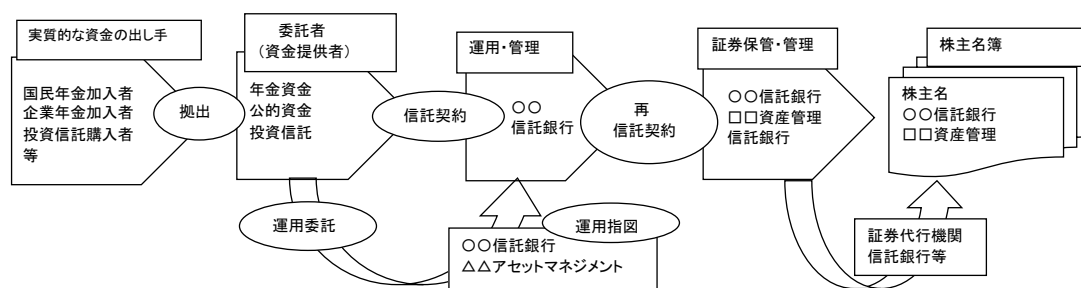 実質的な資金の出し手
国民年金加入者
企業年金加入者
投資信託購入者
等
拠出
委託者
（資金提供者）
年金資金
公的資金
投資信託
信託契約
運用・管理
○○
信託銀行
再
信託契約
証券保管・管理
○○信託銀行
□□資産管理
信託銀行
株主名簿
株主名
○○信託銀行
□□資産管理
運用委託
運用指図
○○信託銀行
△△アセットマネジメント
証券代行機関
信託銀行等